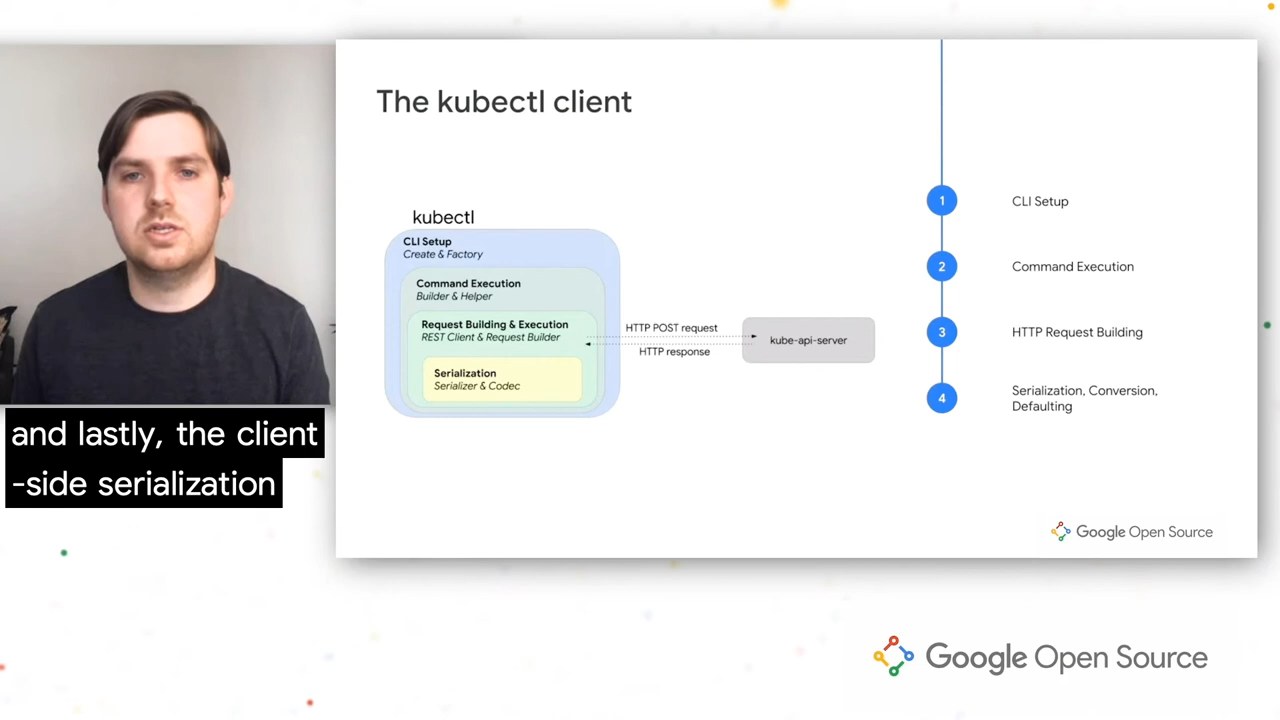 The kubectl client
kubectl
CLI Setup
Create & Factory
Command Execution
Builder & Helper
Request Building & Execution
REST Client & Request Builder
Serialization
Serializer & Codec
HTTP POST request
HTTP response
kube-api-server
1 CLI Setup
2 Command Execution
3 HTTP Request Building
4 Serialization, Conversion,
Defaulting
Google Open Source
and lastly, the client
-side serialization
Google Open Source